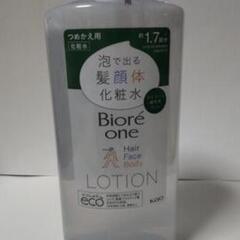 つめかえ用
化粧水
約1.7回分
泡で出る
髪顔体
化粧水
Bioré
one
Hair
Face
Body
LOTION
eco
KAO